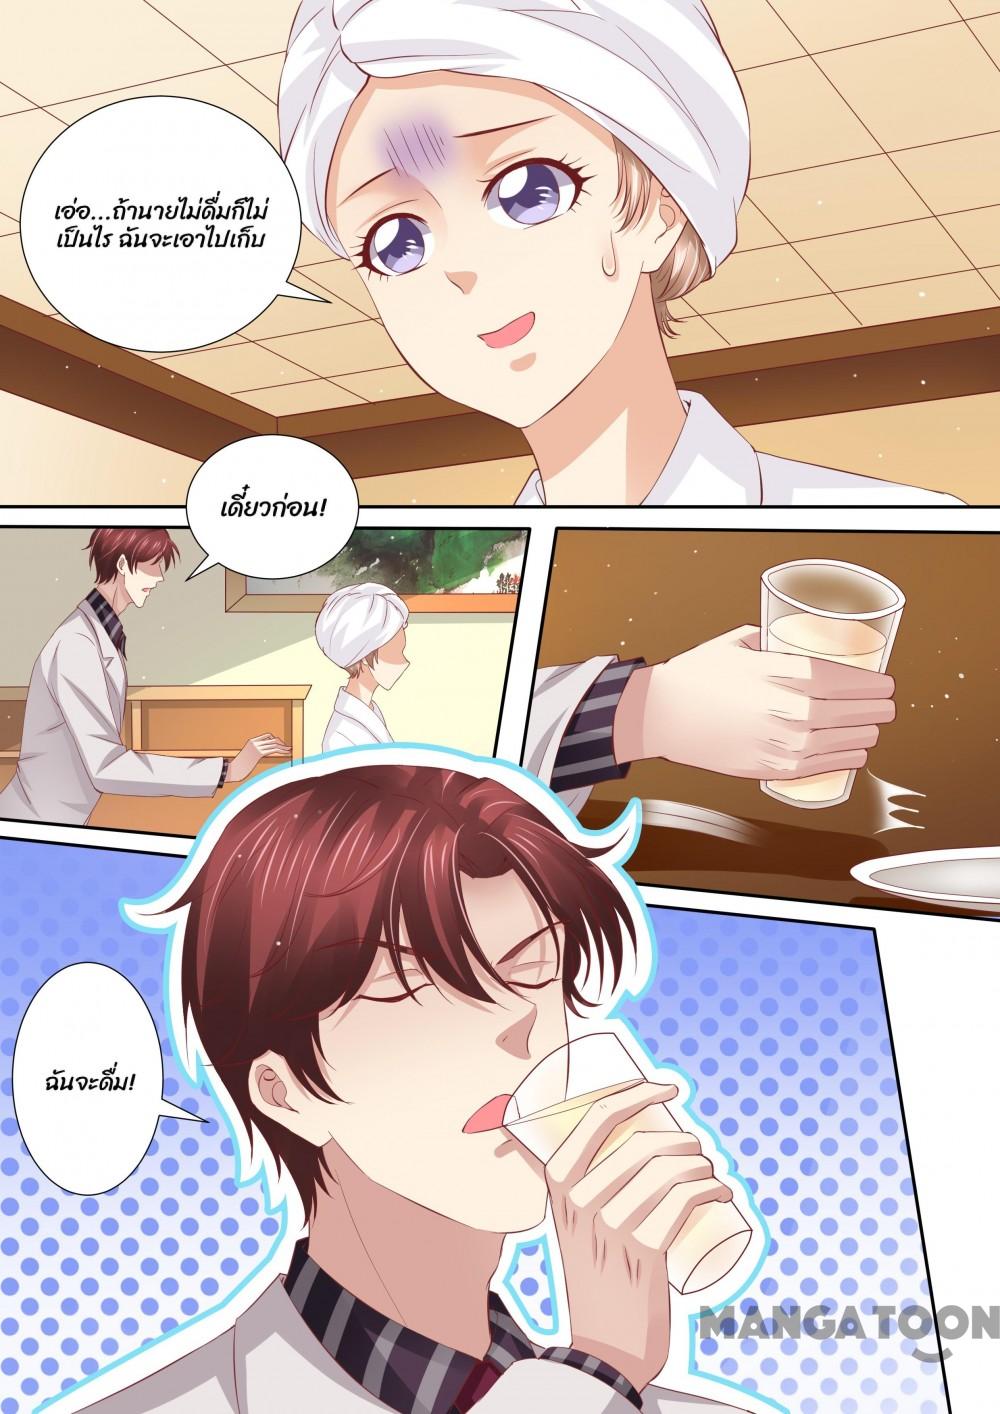 เอ่อ...ถ้านายไม่ดื่มก็ไม่
เป็นไร ฉันจะเอาไปเก็บ
เดี๋ยวก่อน!
ฉันจะดื่ม!
MANGATOON